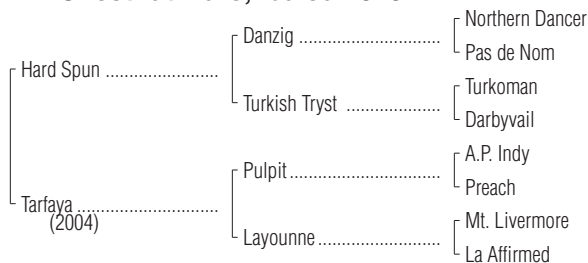 Northern Dancer
Danzig
Pas de Nom
Hard Spun
Turkoman
Turkish Tryst
Darbyvail
A.P. Indy
Pulpit
Preach
Tarfaya
(2004)
Mt. Livermore
Layounne
La Affirmed